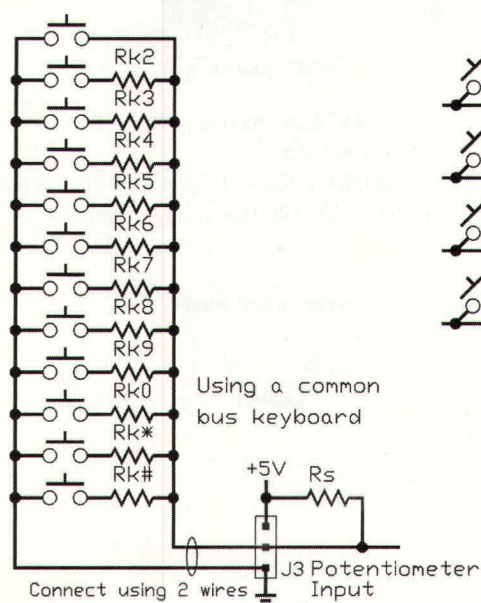 Rk2
Rk3
Rk4
Rk5
Rk6
Rk7
Rk8
Rk9
Rk0
Rk*
Rk#
Using a common
bus keyboard
+5V
Rs
J3 Potentiometer
Input
Connect using 2 wires